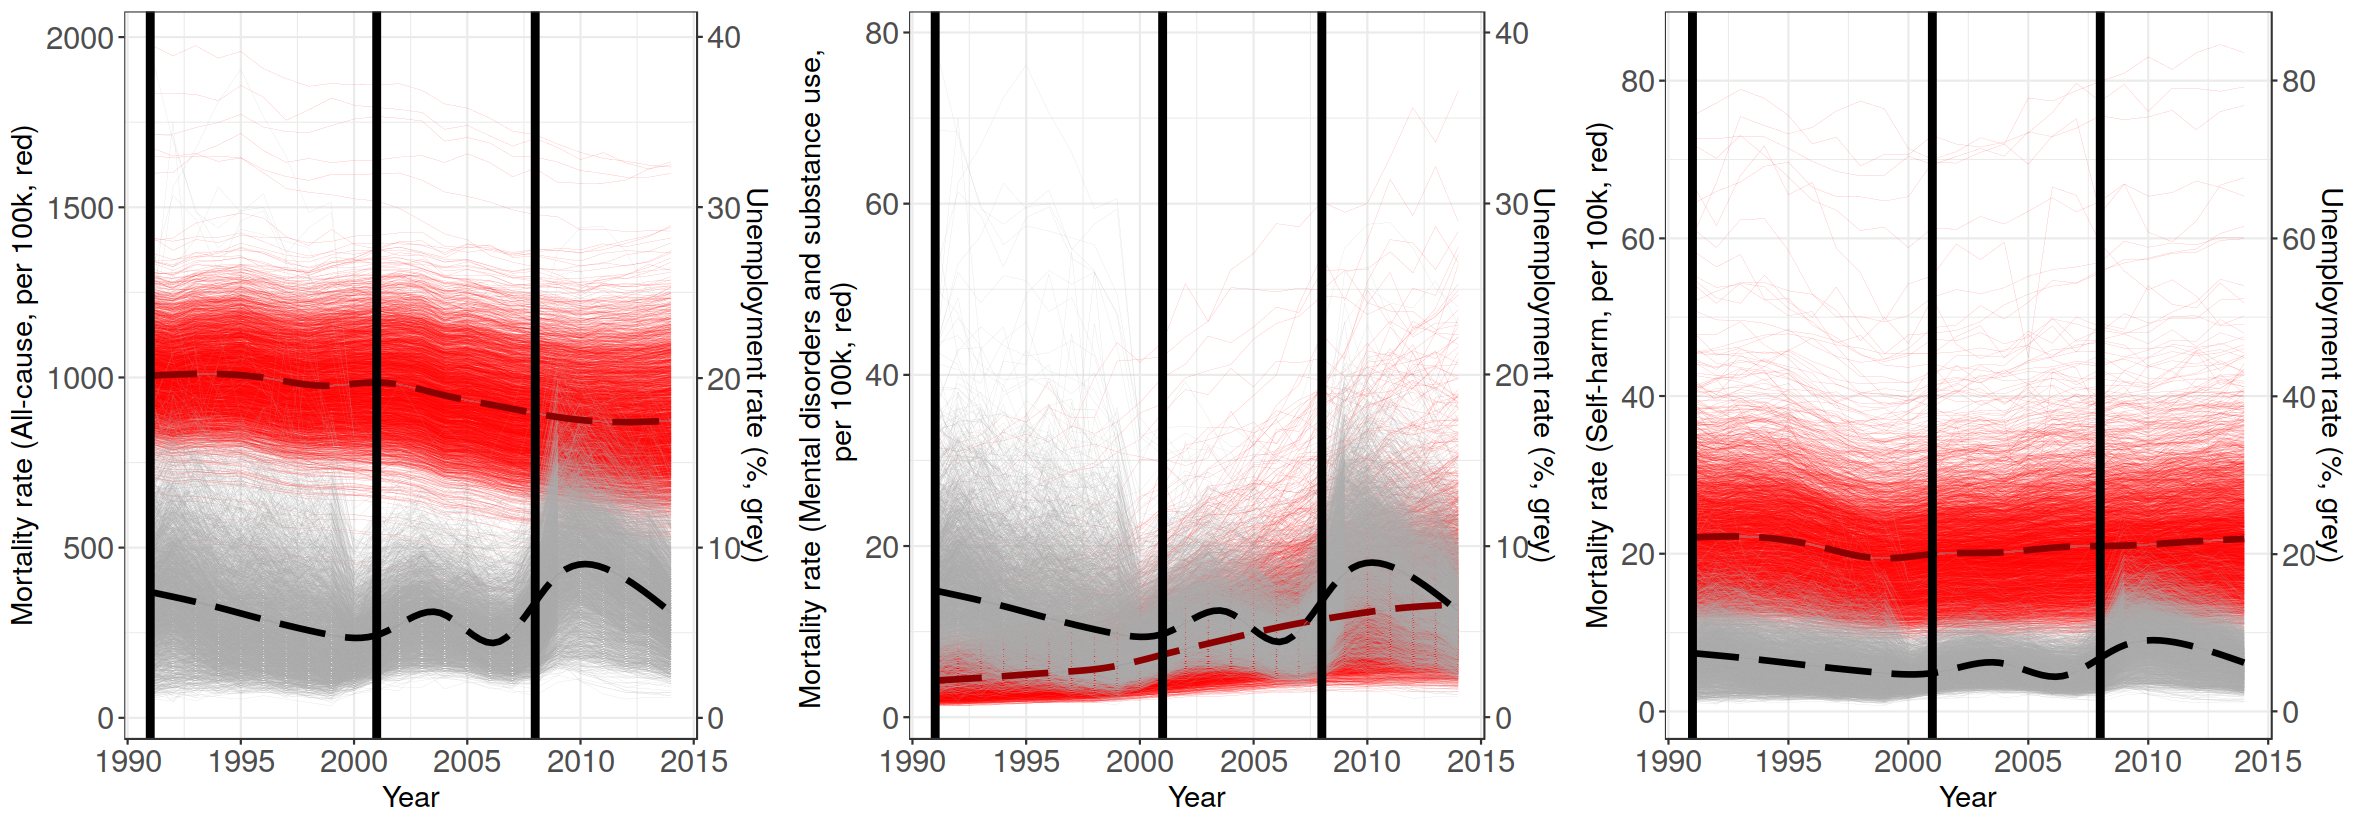 Mortality rate (All-cause, per 100k, red)
2000
1500
1000
500
0
40
30
20
10
0
Unemployment rate (%, grey)
1990 1995 2000 2005 2010 2015
Year
Mortality rate (Mental disorders and substance use,
per 100k, red)
80
60
40
20
0
40
30
20
10
0
Unemployment rate (%, grey)
1990 1995 2000 2005 2010 2015
Year
Mortality rate (Self-harm, per 100k, red)
80
60
40
20
0
80
60
40
20
0
Unemployment rate (%, grey)
1990 1995 2000 2005 2010 2015
Year